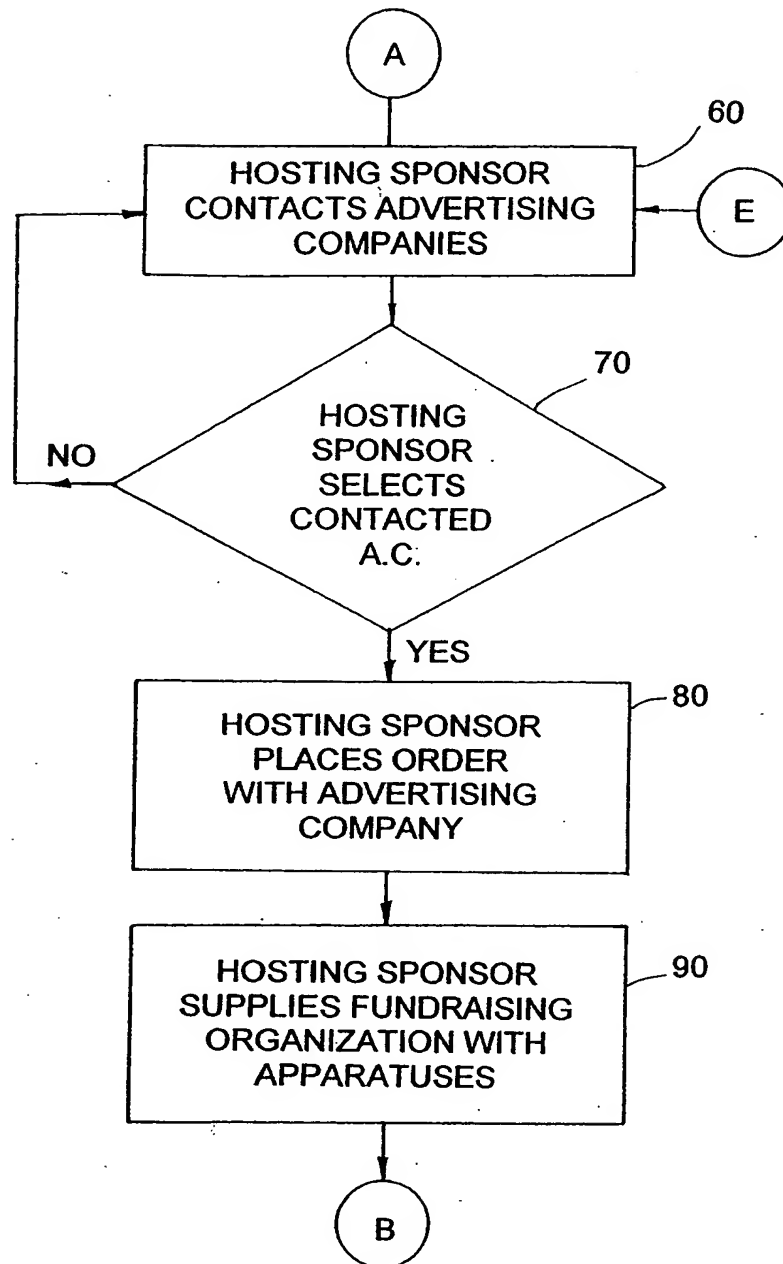 A
60
HOSTING SPONSOR
CONTACTS ADVERTISING
COMPANIES
E
70
HOSTING
SPONSOR
SELECTS
CONTACTED
A.C.
NO
YES
80
HOSTING SPONSOR
PLACES ORDER
WITH ADVERTISING
COMPANY
90
HOSTING SPONSOR
SUPPLIES FUNDRAISING
ORGANIZATION WITH
APPARATUSES
B